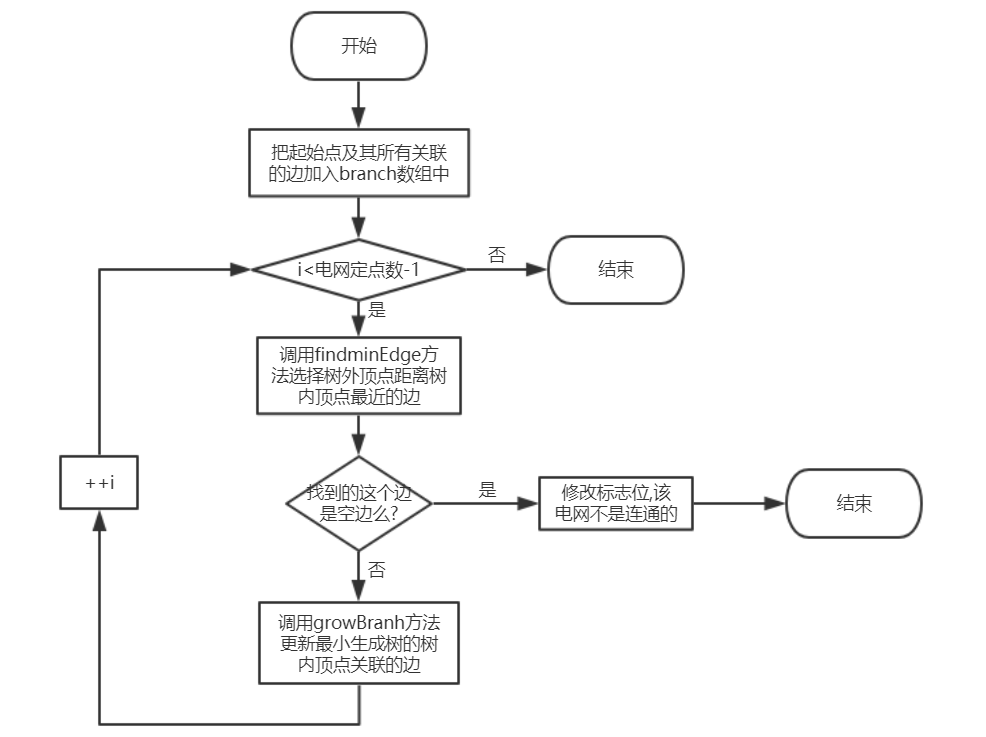 开始
把起始点及其所有关联
的边加入branch数组中
i<电网定点数-1
否
结束
是
调用findminEdge方
法选择树外顶点距离树
内顶点最近的边
++i
找到的这个边
是空边么?
是
修改标志位,该
电网不是连通的
结束
否
调用growBranh方法
更新最小生成树的树
内顶点关联的边